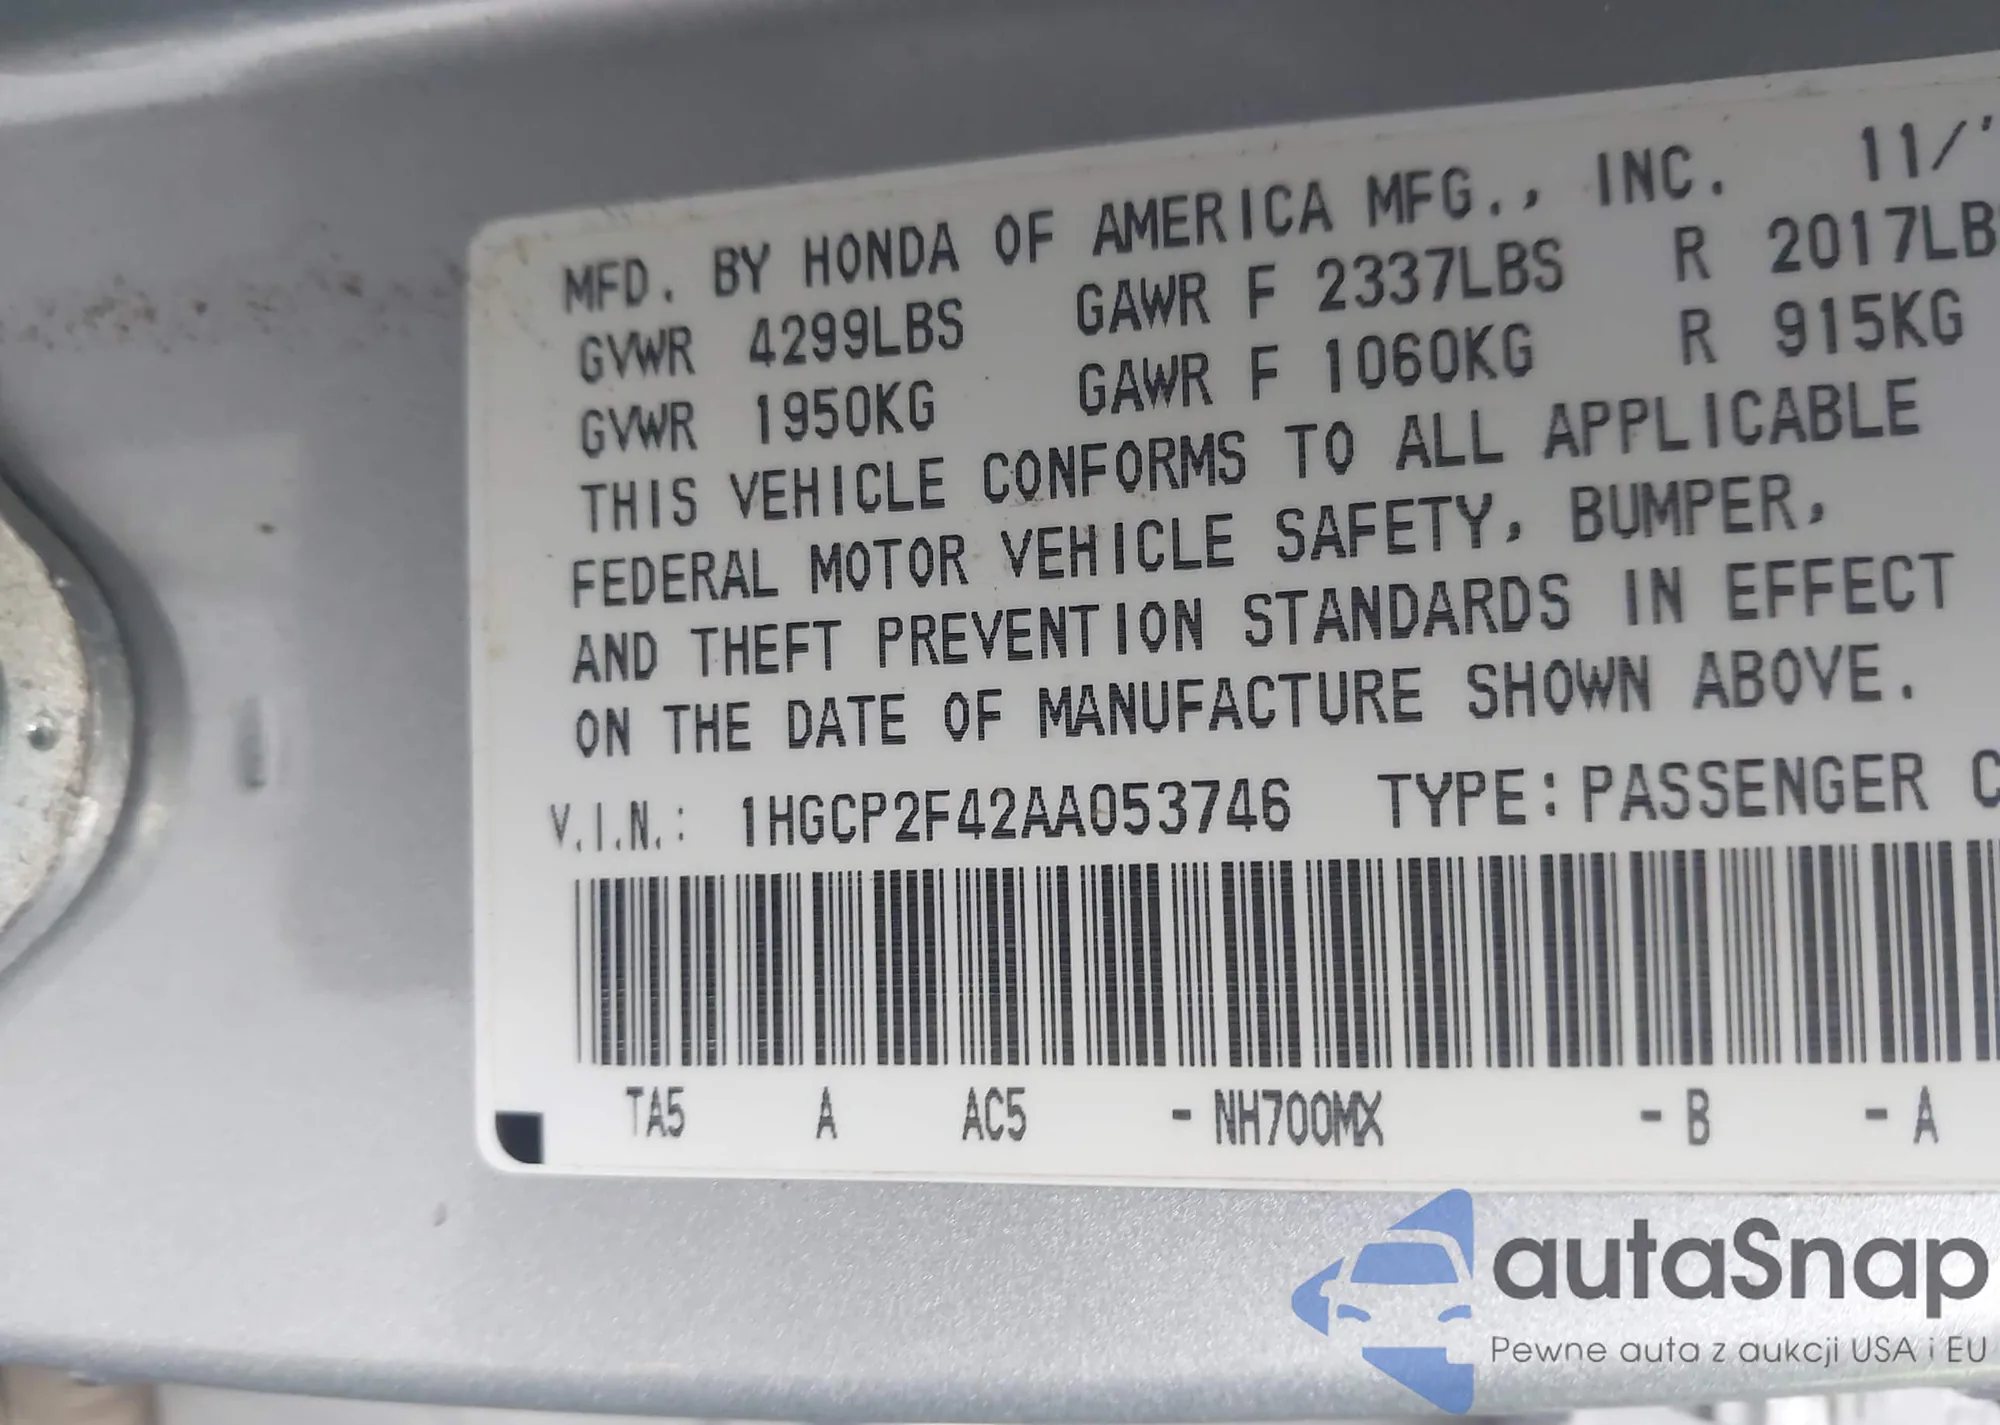 MFD. BY HONDA OF AMERICA MFG., INC. 11/'
GVWR 4299LBS GAWR F 2337LBS R 2017LB
GVWR 1950KG GAWR F 1060KG R 915KG
THIS VEHICLE CONFORMS TO ALL APPLICABLE
FEDERAL MOTOR VEHICLE SAFETY, BUMPER,
AND THEFT PREVENTION STANDARDS IN EFFECT
ON THE DATE OF MANUFACTURE SHOWN ABOVE.
V.I.N.: 1HGCP2F42AA053746 TYPE:PASSENGER C
TA5 A AC5 -NH700MX -B -A
autaSnap
Pewne auta z aukcji USA i EU